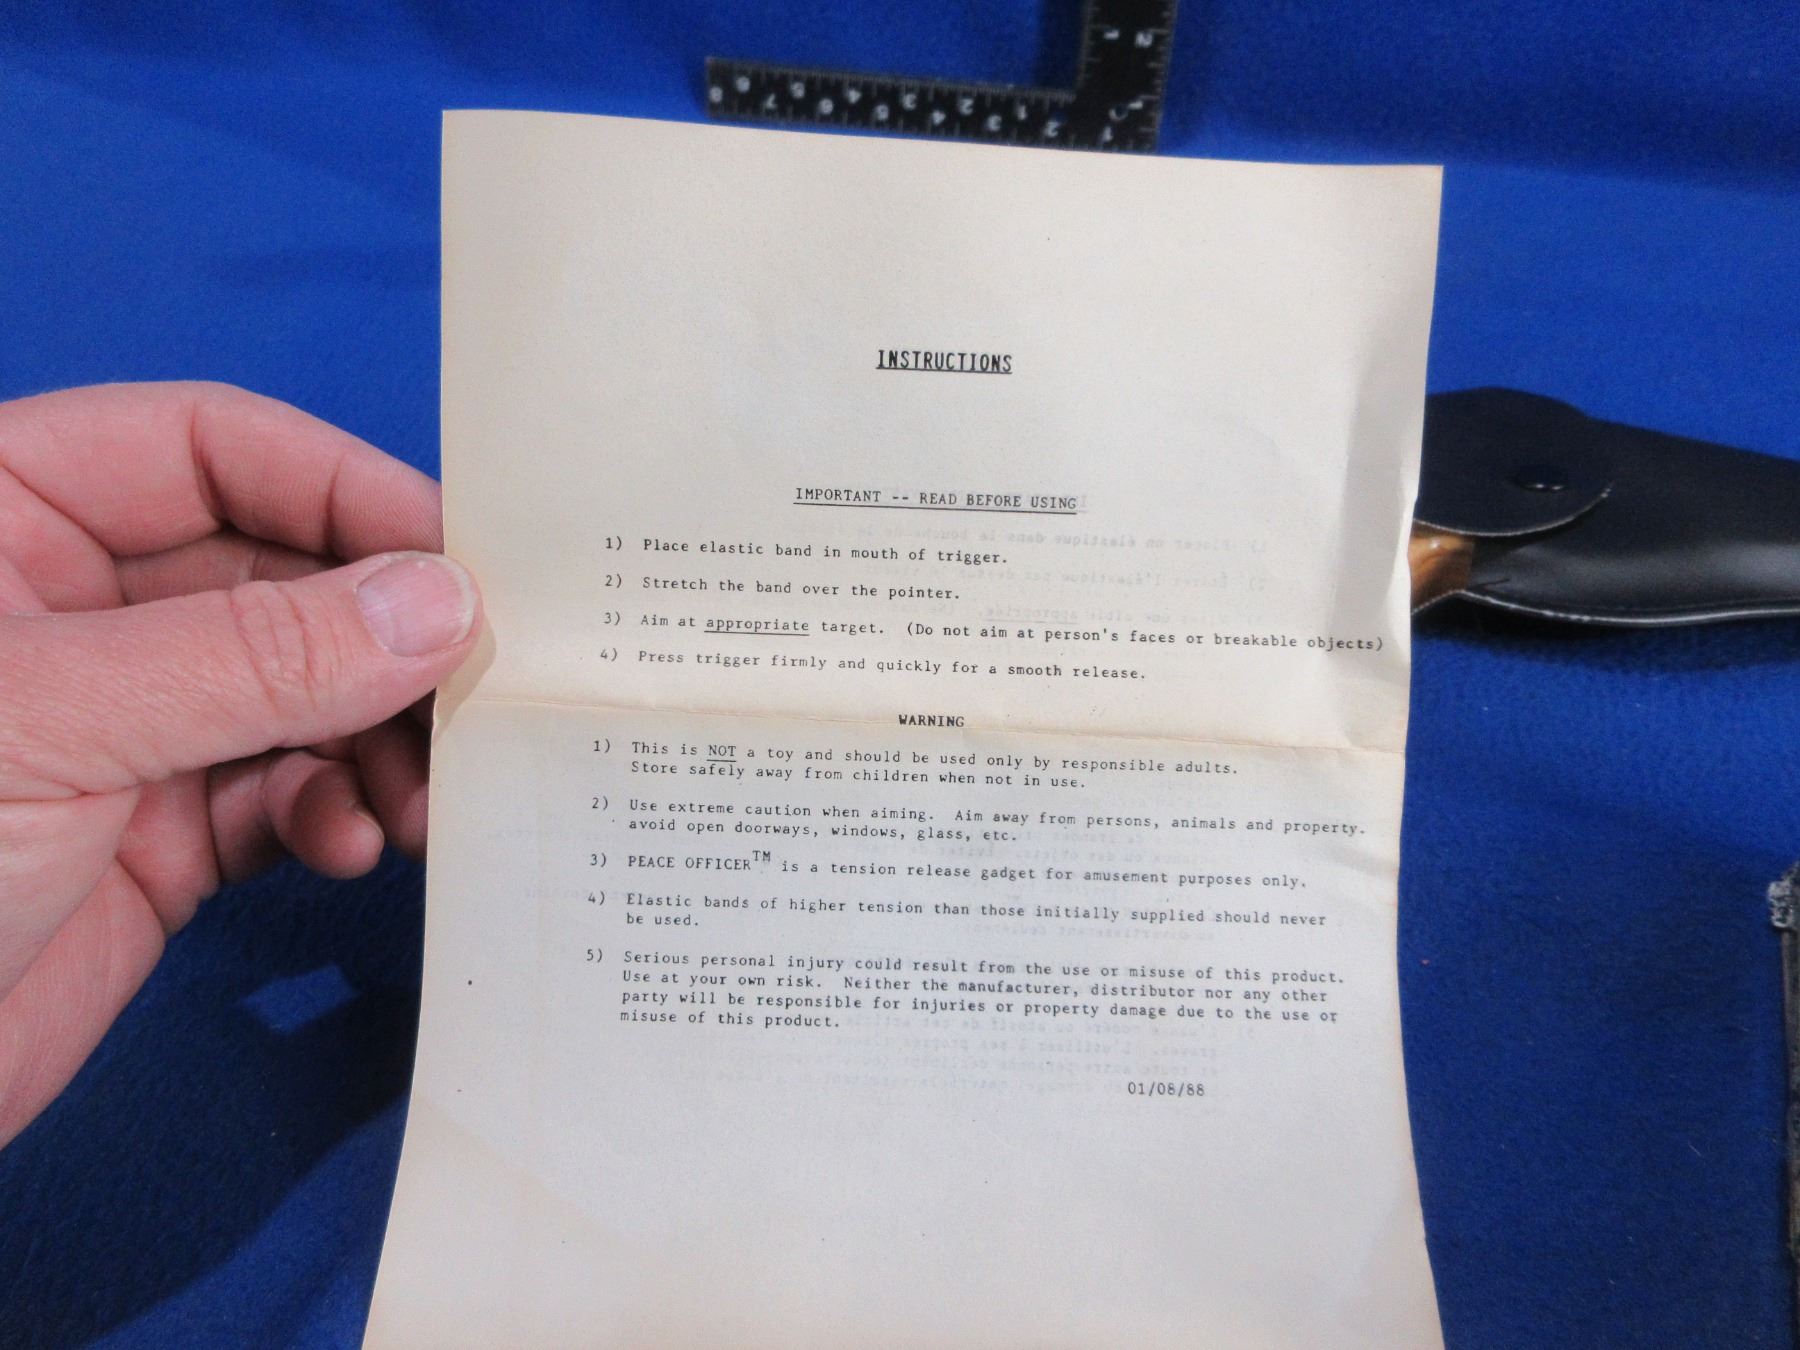 INSTRUCTIONS
IMPORTANT -- READ BEFORE USING
1) Place elastic band in mouth of trigger.
2) Stretch the band over the pointer.
3) Aim at appropriate target. (Do not aim at person's faces or breakable objects)
4) Press trigger firmly and quickly for a smooth release.
WARNING
1) This is NOT a toy and should be used only by responsible adults.
Store safely away from children when not in use.
2) Use extreme caution when aiming. Aim away from persons, animals and property.
avoid open doorways, windows, glass, etc.
3) PEACE OFFICER™ is a tension release gadget for amusement purposes only.
4) Elastic bands of higher tension than those initially supplied should never
be used.
5) Serious personal injury could result from the use or misuse of this product.
Use at your own risk. Neither the manufacturer, distributor nor any other
party will be responsible for injuries or property damage due to the use or
misuse of this product.
01/08/88